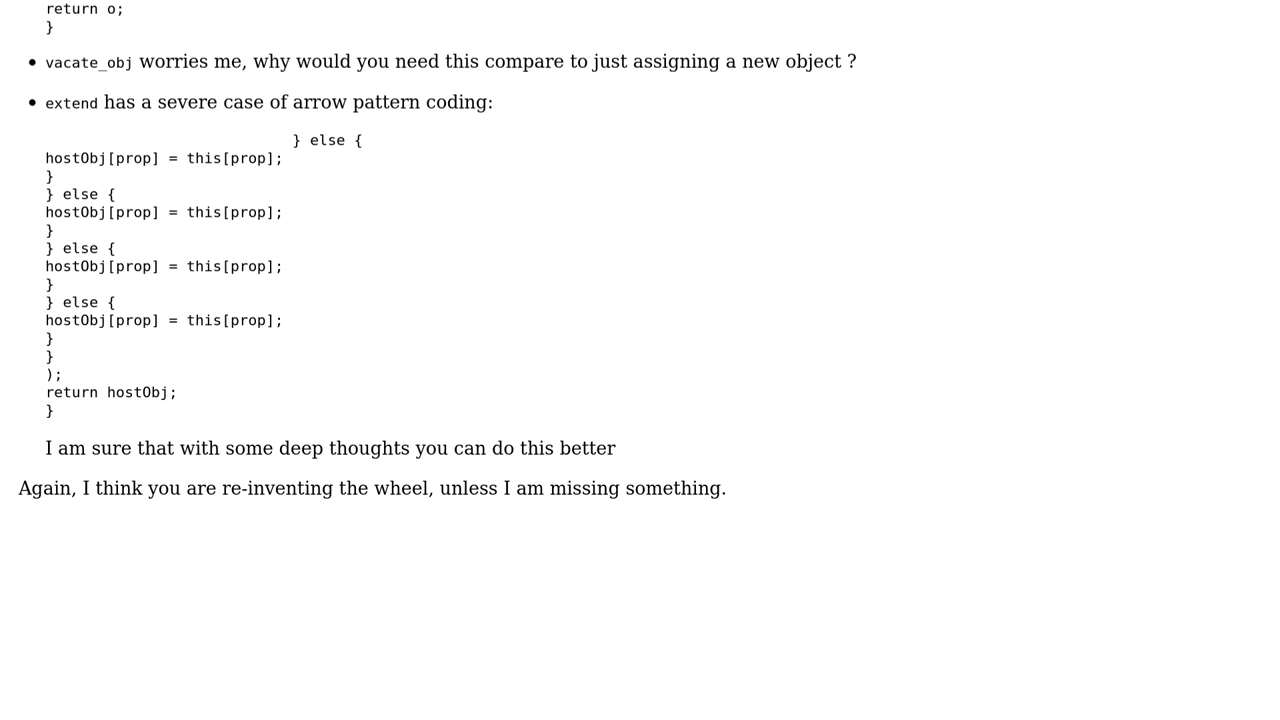 return o;
}
• vacate_obj worries me, why would you need this compare to just assigning a new object ?
• extend has a severe case of arrow pattern coding:
} else {
hostObj[prop] = this[prop];
}
} else {
hostObj[prop] = this[prop];
}
} else {
hostObj[prop] = this[prop];
}
} else {
hostObj[prop] = this[prop];
}
}
);
return hostObj;
}
I am sure that with some deep thoughts you can do this better
Again, I think you are re-inventing the wheel, unless I am missing something.